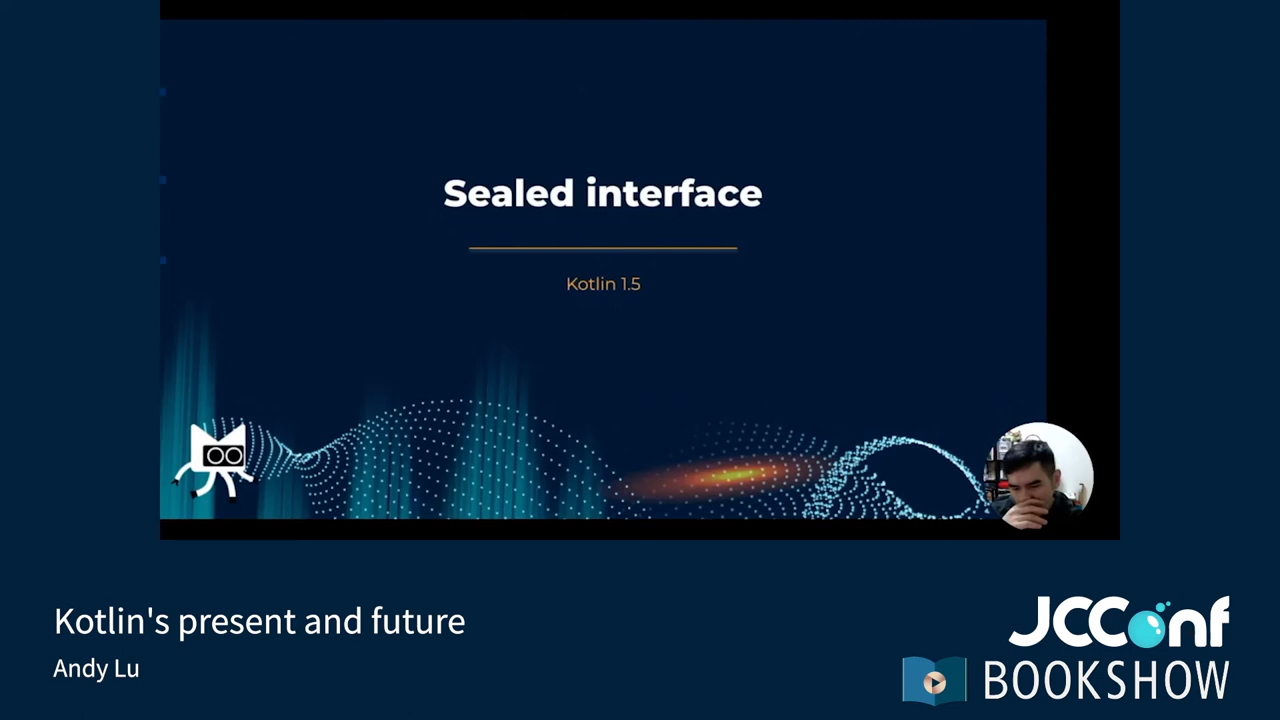 Sealed interface
Kotlin 1.5
Kotlin's present and future
Andy Lu
JCConf
BOOKSHOW